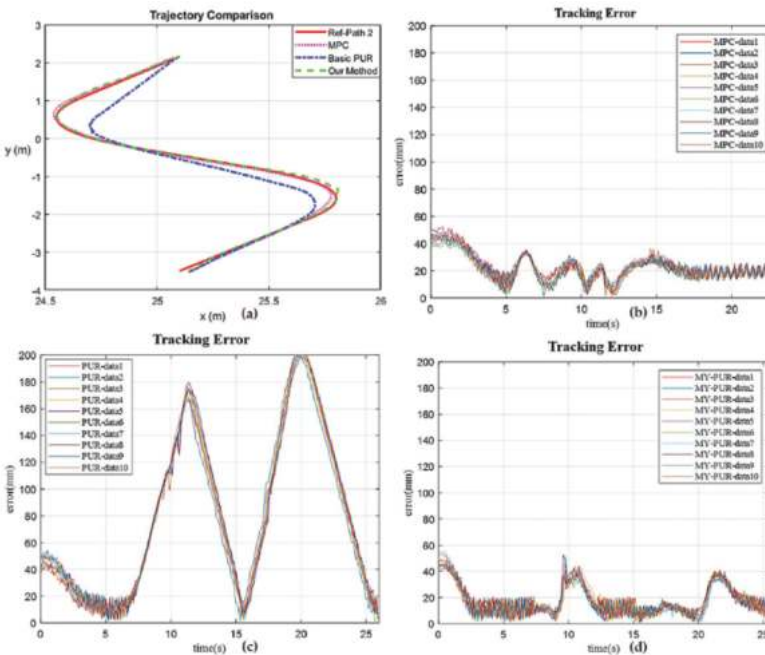 Trajectory Comparison
3
2
1
0
-1
-2
-3
-4
y (m)
24.5
25
25.5
26
x (m)
(a)
Ref-Path 2
MPC
Basic PUR
Our Method
Tracking Error
200
180
160
140
120
100
80
60
40
20
0
error(mm)
0
5
10
15
20
time(s)
(b)
MPC-data1
MPC-data2
MPC-data3
MPC-data4
MPC-data5
MPC-data6
MPC-data7
MPC-data8
MPC-data9
MPC-data10
Tracking Error
200
180
160
140
120
100
80
60
40
20
0
error(mm)
0
5
10
15
20
25
time(s)
(c)
PUR-data1
PUR-data2
PUR-data3
PUR-data4
PUR-data5
PUR-data6
PUR-data7
PUR-data8
PUR-data9
PUR-data10
Tracking Error
200
180
160
140
120
100
80
60
40
20
0
error(mm)
0
5
10
15
20
25
time(s)
(d)
MY-PUR-data1
MY-PUR-data2
MY-PUR-data3
MY-PUR-data4
MY-PUR-data5
MY-PUR-data6
MY-PUR-data7
MY-PUR-data8
MY-PUR-data9
MY-PUR-data10